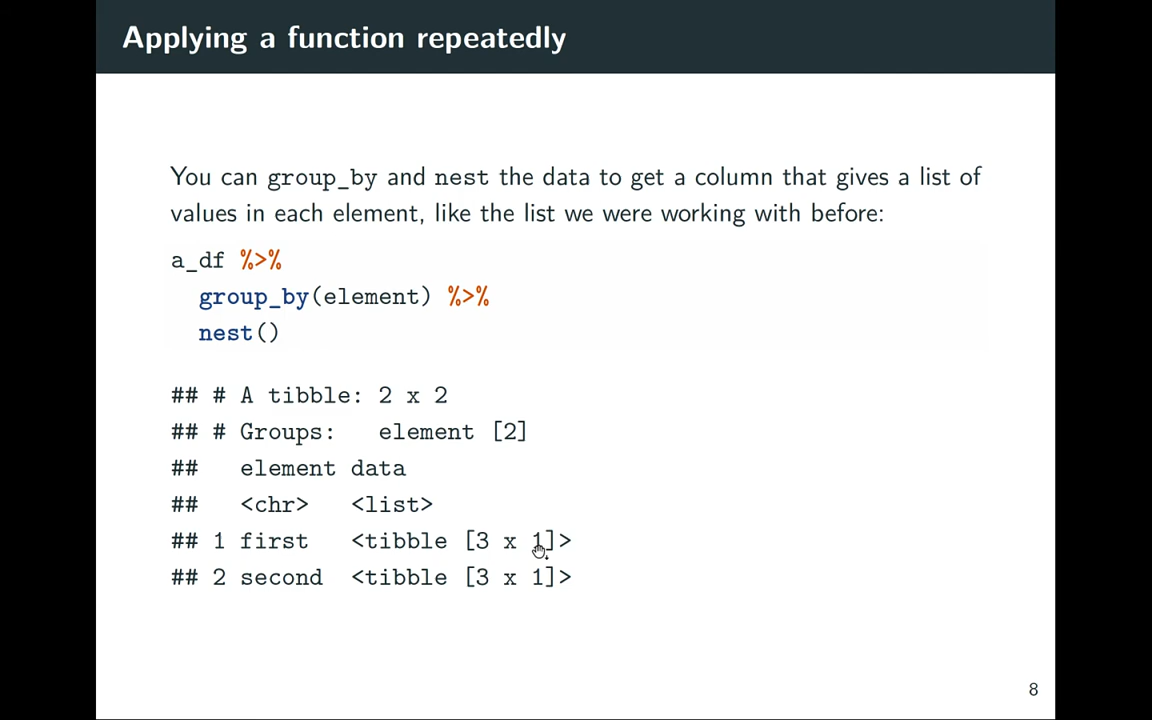 Applying a function repeatedly
You can group_by and nest the data to get a column that gives a list of
values in each element, like the list we were working with before:
a_df %>%
  group_by(element) %>%
  nest()
## # A tibble: 2 x 2
## # Groups:   element [2]
##   element data
##   <chr>   <list>
## 1 first   <tibble [3 x 1]>
## 2 second  <tibble [3 x 1]>
8